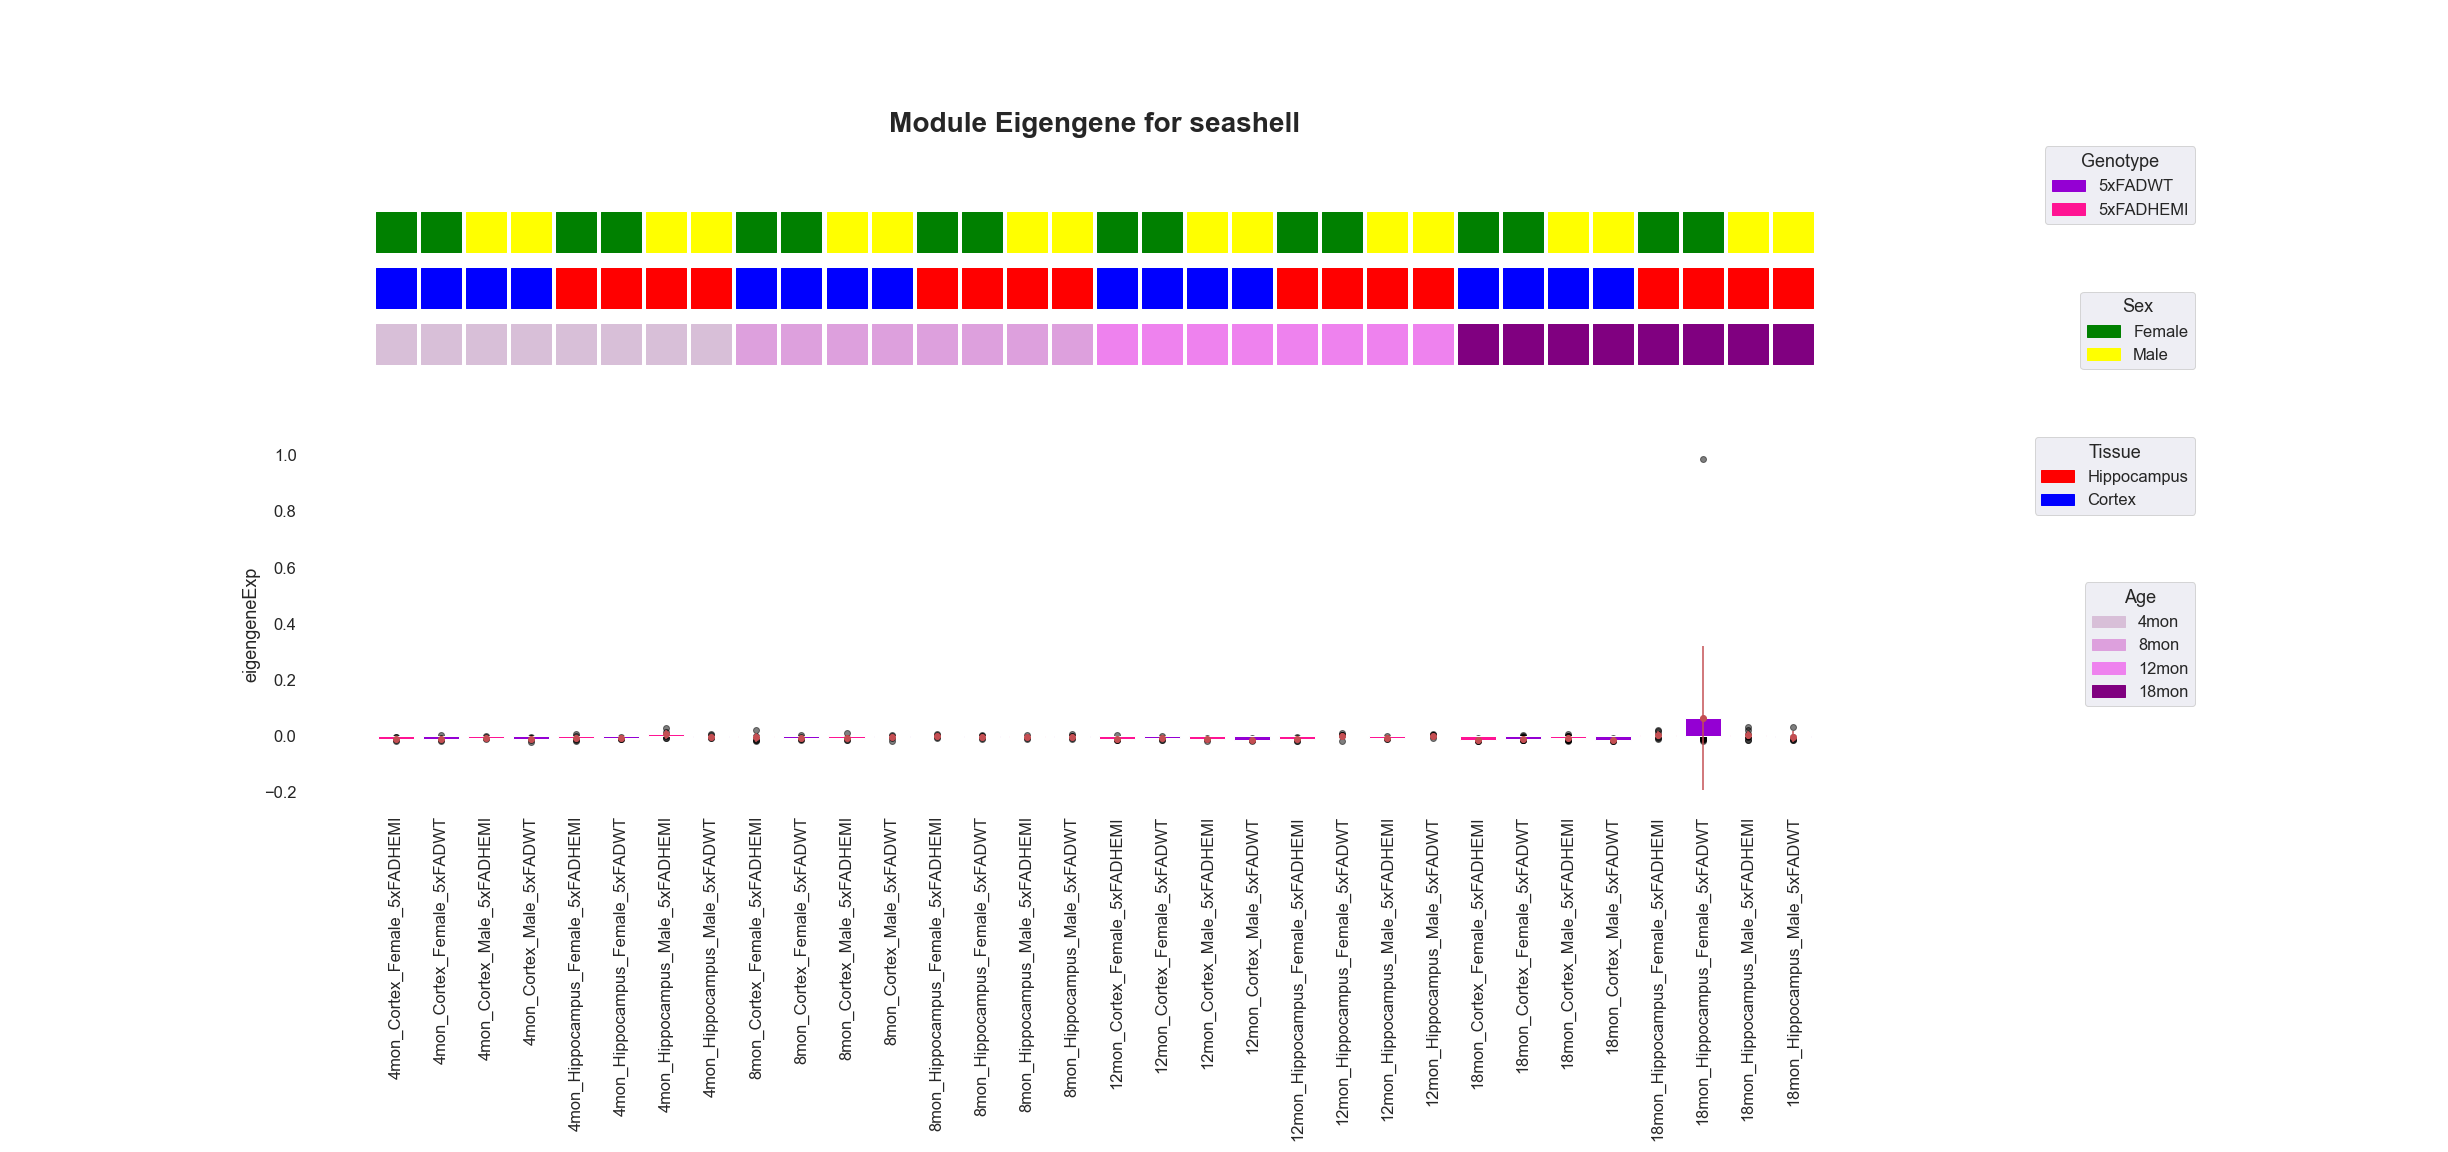 Module Eigengene for seashell
Genotype
5xFADWT
5xFADHEMI
Sex
Female
Male
Tissue
Hippocampus
Cortex
Age
4mon
8mon
12mon
18mon
eigengeneExp
1.0
0.8
0.6
0.4
0.2
0.0
−0.2
4mon_Cortex_Female_5xFADHEMI
4mon_Cortex_Female_5xFADWT
4mon_Cortex_Male_5xFADHEMI
4mon_Cortex_Male_5xFADWT
4mon_Hippocampus_Female_5xFADHEMI
4mon_Hippocampus_Female_5xFADWT
4mon_Hippocampus_Male_5xFADHEMI
4mon_Hippocampus_Male_5xFADWT
8mon_Cortex_Female_5xFADHEMI
8mon_Cortex_Female_5xFADWT
8mon_Cortex_Male_5xFADHEMI
8mon_Cortex_Male_5xFADWT
8mon_Hippocampus_Female_5xFADHEMI
8mon_Hippocampus_Female_5xFADWT
8mon_Hippocampus_Male_5xFADHEMI
8mon_Hippocampus_Male_5xFADWT
12mon_Cortex_Female_5xFADHEMI
12mon_Cortex_Female_5xFADWT
12mon_Cortex_Male_5xFADHEMI
12mon_Cortex_Male_5xFADWT
12mon_Hippocampus_Female_5xFADHEMI
12mon_Hippocampus_Female_5xFADWT
12mon_Hippocampus_Male_5xFADHEMI
12mon_Hippocampus_Male_5xFADWT
18mon_Cortex_Female_5xFADHEMI
18mon_Cortex_Female_5xFADWT
18mon_Cortex_Male_5xFADHEMI
18mon_Cortex_Male_5xFADWT
18mon_Hippocampus_Female_5xFADHEMI
18mon_Hippocampus_Female_5xFADWT
18mon_Hippocampus_Male_5xFADHEMI
18mon_Hippocampus_Male_5xFADWT